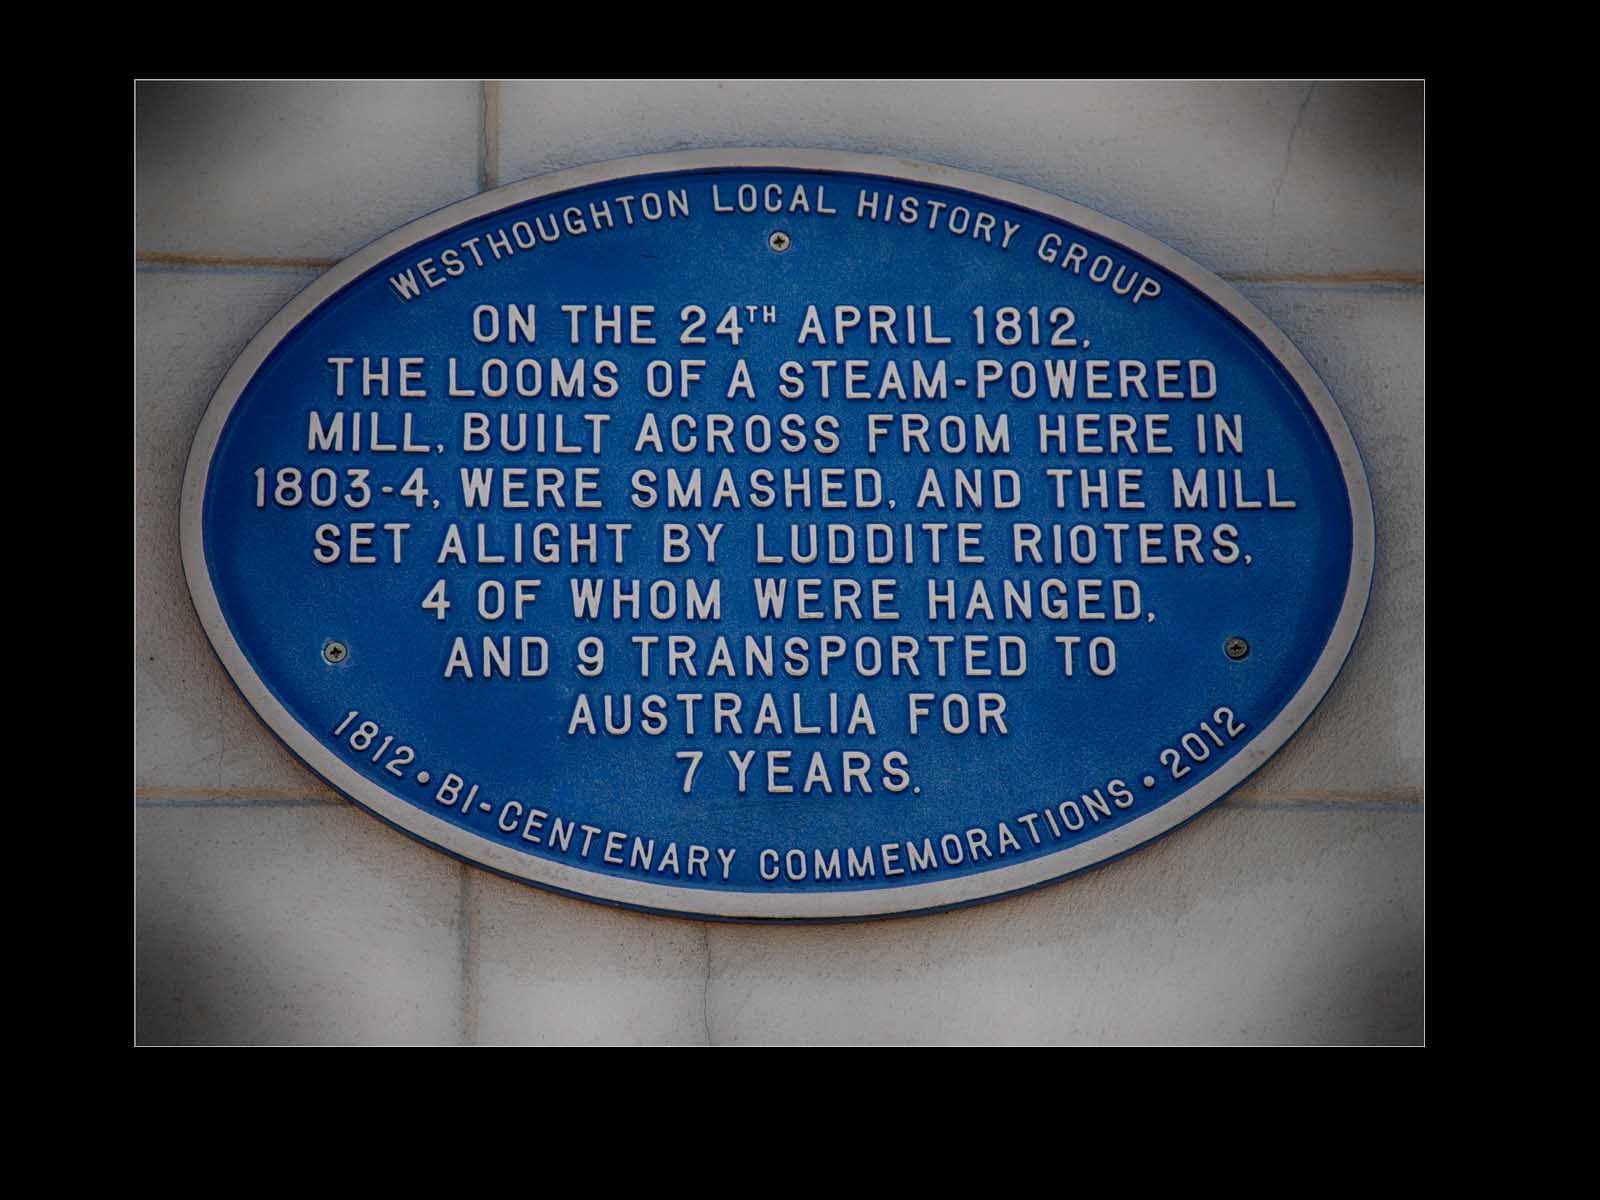 WESTHOUGHTON LOCAL HISTORY GROUP
ON THE 24TH APRIL 1812,
THE LOOMS OF A STEAM-POWERED
MILL, BUILT ACROSS FROM HERE IN
1803-4, WERE SMASHED, AND THE MILL
SET ALIGHT BY LUDDITE RIOTERS,
4 OF WHOM WERE HANGED,
AND 9 TRANSPORTED TO
AUSTRALIA FOR
7 YEARS.
1812 • BI-CENTENARY COMMEMORATIONS • 2012